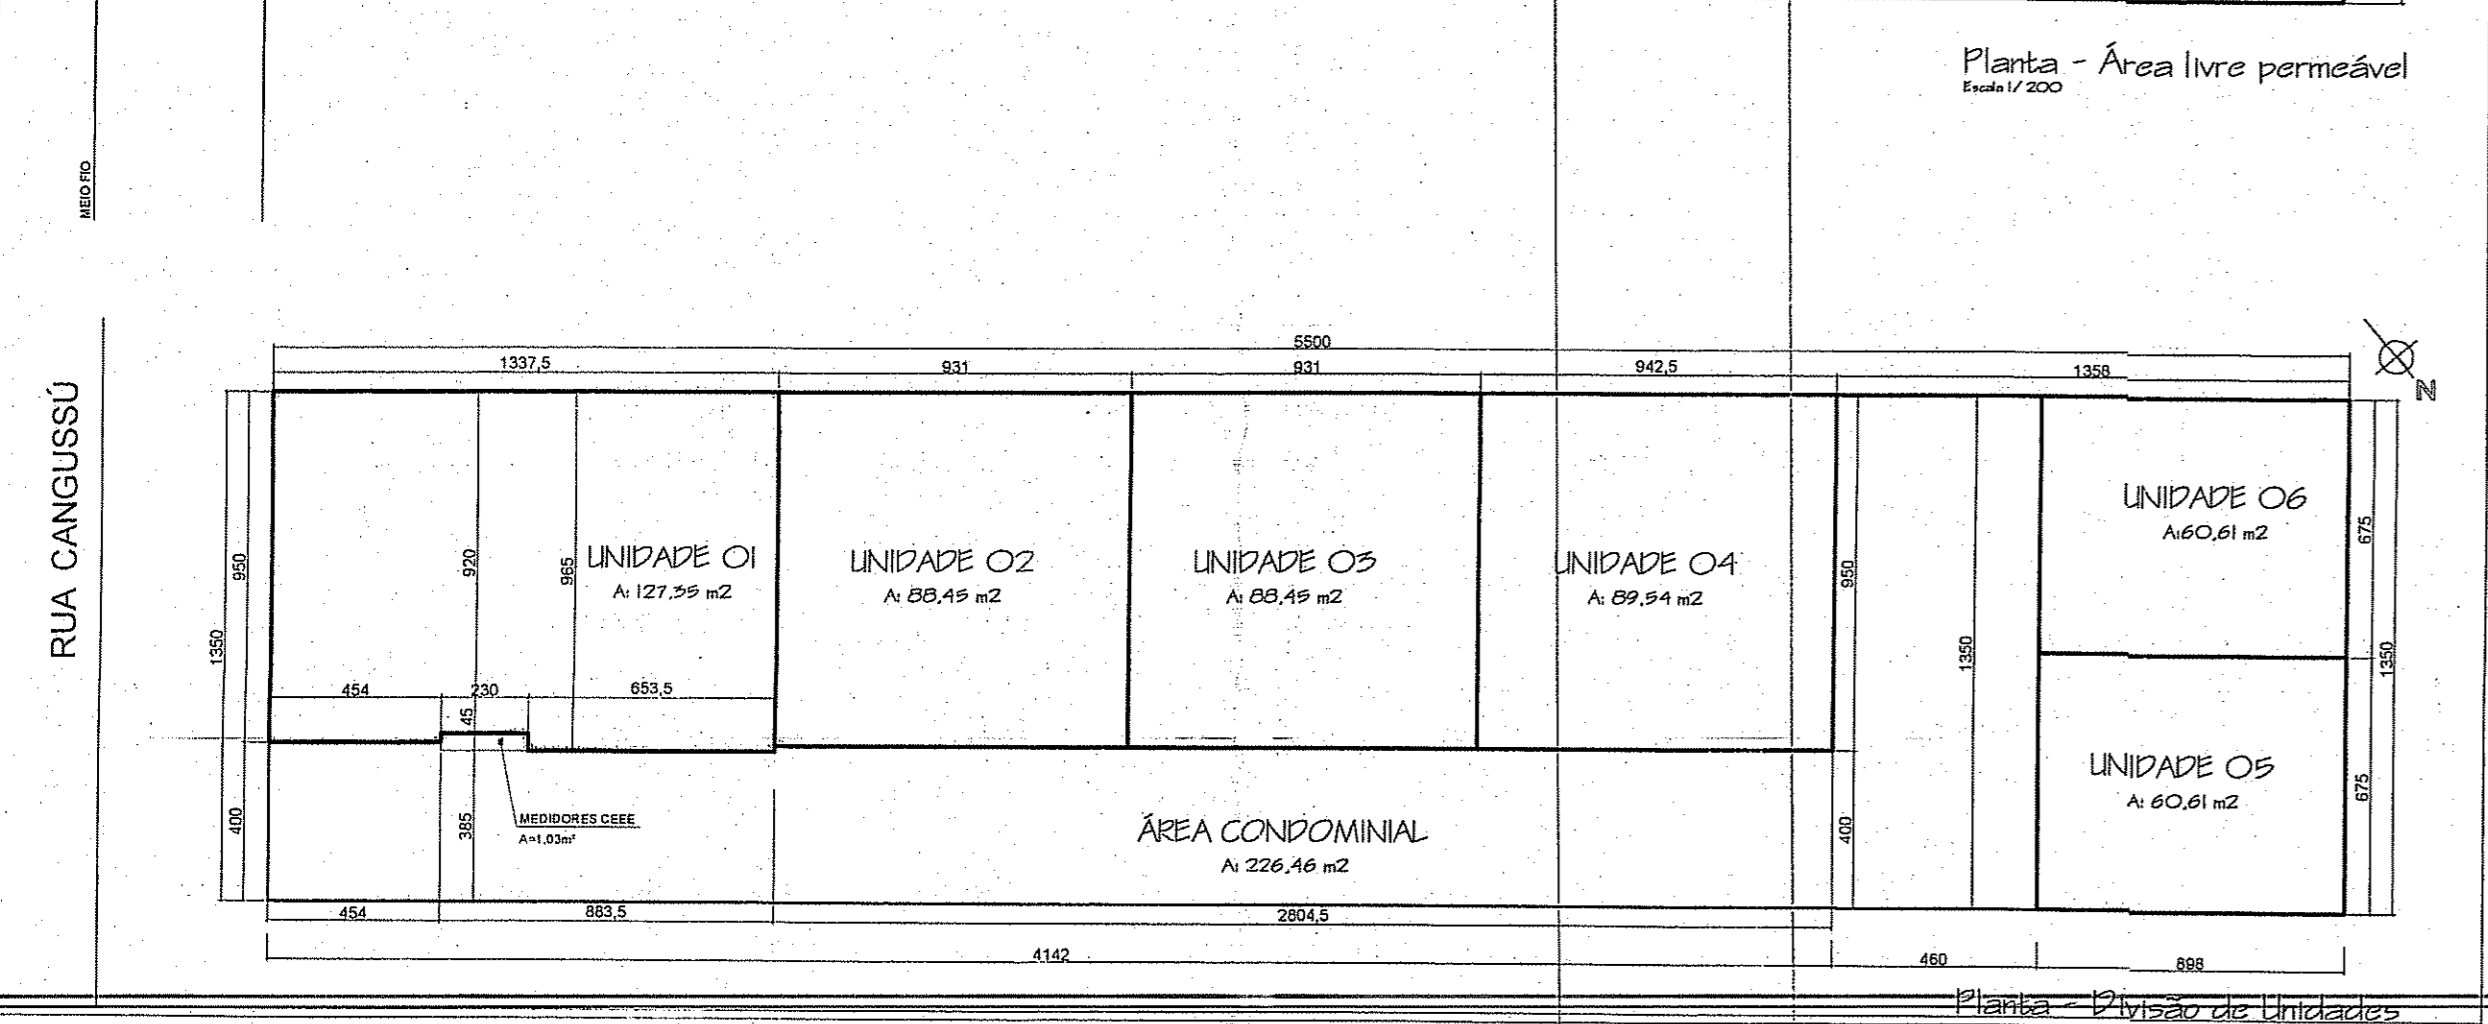 Planta - Área livre permeável
Escala 1/200
MEIO FIO
RUA CANGUSSÚ
5500
1337,5
931
931
942,5
1358
N
950
1350
400
920
965
UNIDADE 01
A: 127,35 m2
UNIDADE 02
A: 88,45 m2
UNIDADE 03
A: 88,45 m2
UNIDADE 04
A: 89,54 m2
950
1350
UNIDADE 06
A: 60,61 m2
675
1350
454
230
653,5
45
385
MEDIDORES CEEE
A=1,03m²
ÁREA CONDOMINIAL
A: 226,46 m2
400
UNIDADE 05
A: 60,61 m2
675
454
883,5
2804,5
4142
460
898
Planta - Divisão de Unidades